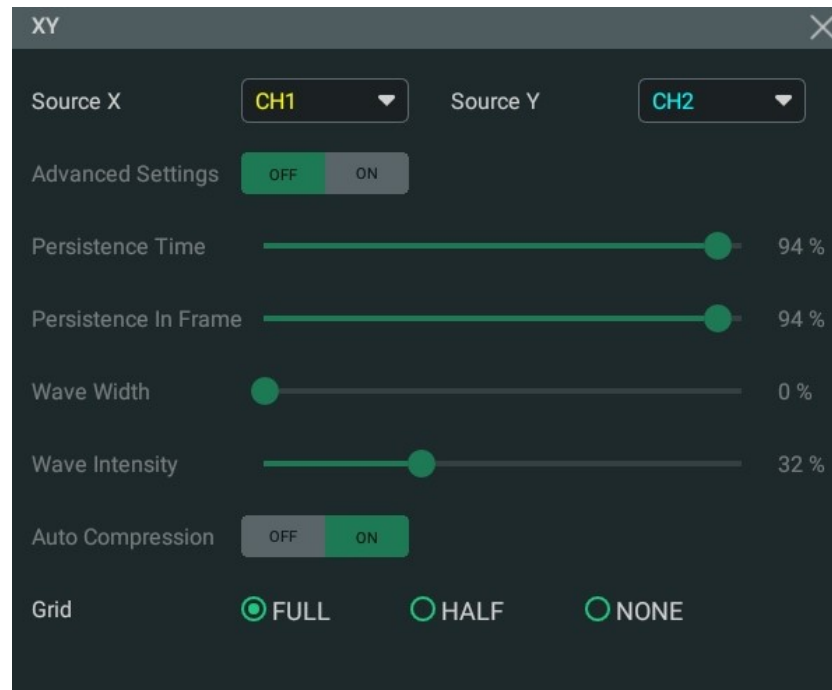 XY
Source X CH1 Source Y CH2
Advanced Settings OFF ON
Persistence Time 94 %
Persistence In Frame 94 %
Wave Width 0 %
Wave Intensity 32 %
Auto Compression OFF ON
Grid FULL HALF NONE